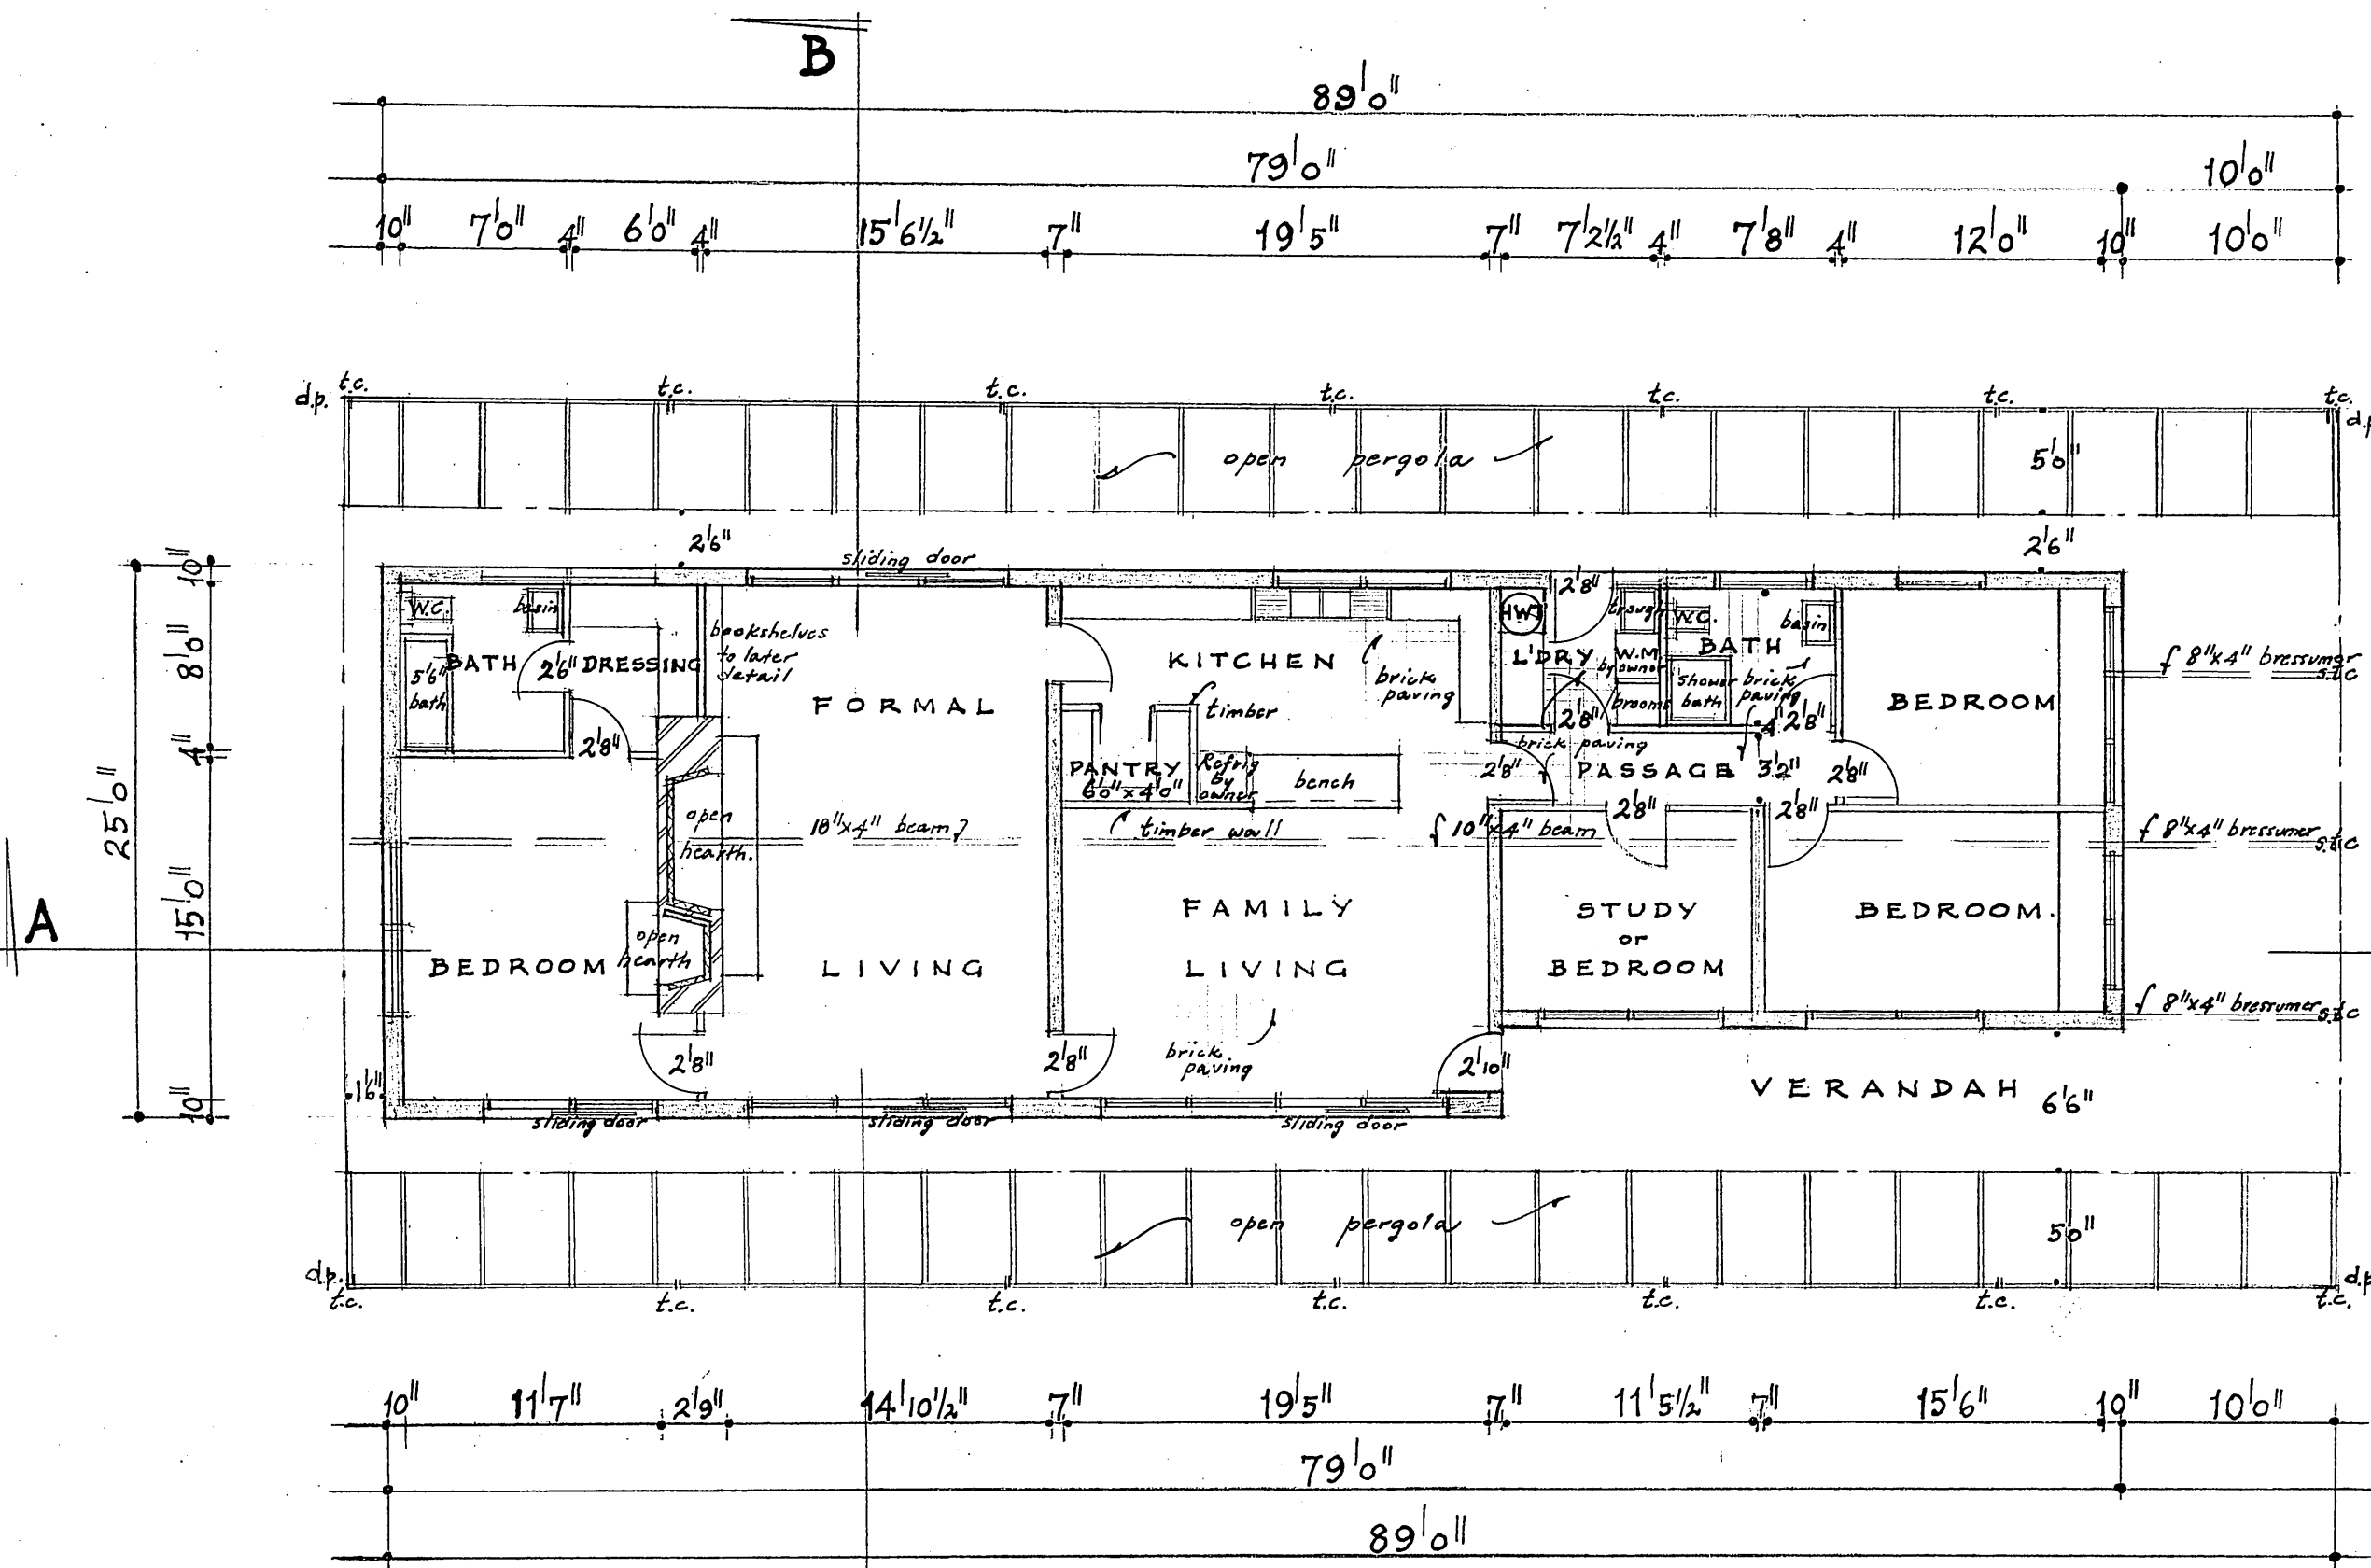 B
89'0"
79'0" 10'0"
10" 7'0" 4" 6'0" 4" 15'6½" 7" 19'5" 7" 7'2½" 4" 7'8" 4" 12'0" 10" 10'0"
d.p. t.c. t.c. t.c. t.c. t.c. t.c. t.c. d.p
open pergola 5'0"
2'6" 2'6"
sliding door
10"
8'0"
4"
15'0"
10"
25'0"
A
1'6"
W.C.
basin
5'6"
bath
BATH
2'6"
DRESSING
2'8"
bookshelves
to later
detail
FORMAL
LIVING
open
hearth.
open
hearth
BEDROOM
2'8"
10"x4" beam
KITCHEN
brick
paving
timber
PANTRY
6'0"x4'0"
Refrig
by
owner
bench
timber wall
10"x4" beam
FAMILY
LIVING
brick
paving
2'8"
2'10"
HWS
2'8"
trough
L'DRY
W.M.
by owner
brooms
2'8"
W.C.
basin
BATH
shower
bath
brick
paving
4"
2'8"
brick paving
2'8"
PASSAGE 3'2"
2'8"
2'8"
2'8"
BEDROOM
STUDY
or
BEDROOM
BEDROOM.
8"x4" bressumer
s.t.c
8"x4" bressumer
s.t.c
8"x4" bressumer
s.t.c
VERANDAH 6'6"
sliding door sliding door sliding door
open pergola 5'0"
d.p. d.p
t.c. t.c. t.c. t.c. t.c. t.c. t.c.
10" 11'7" 2'9" 14'10½" 7" 19'5" 7" 11'5½" 7" 15'6" 10" 10'0"
79'0"
89'0"